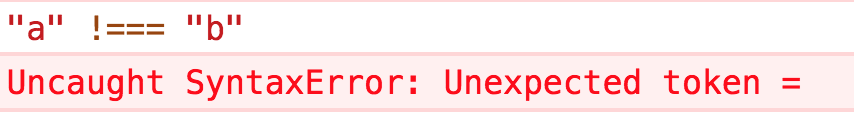 "a" !=== "b"
Uncaught SyntaxError: Unexpected token =